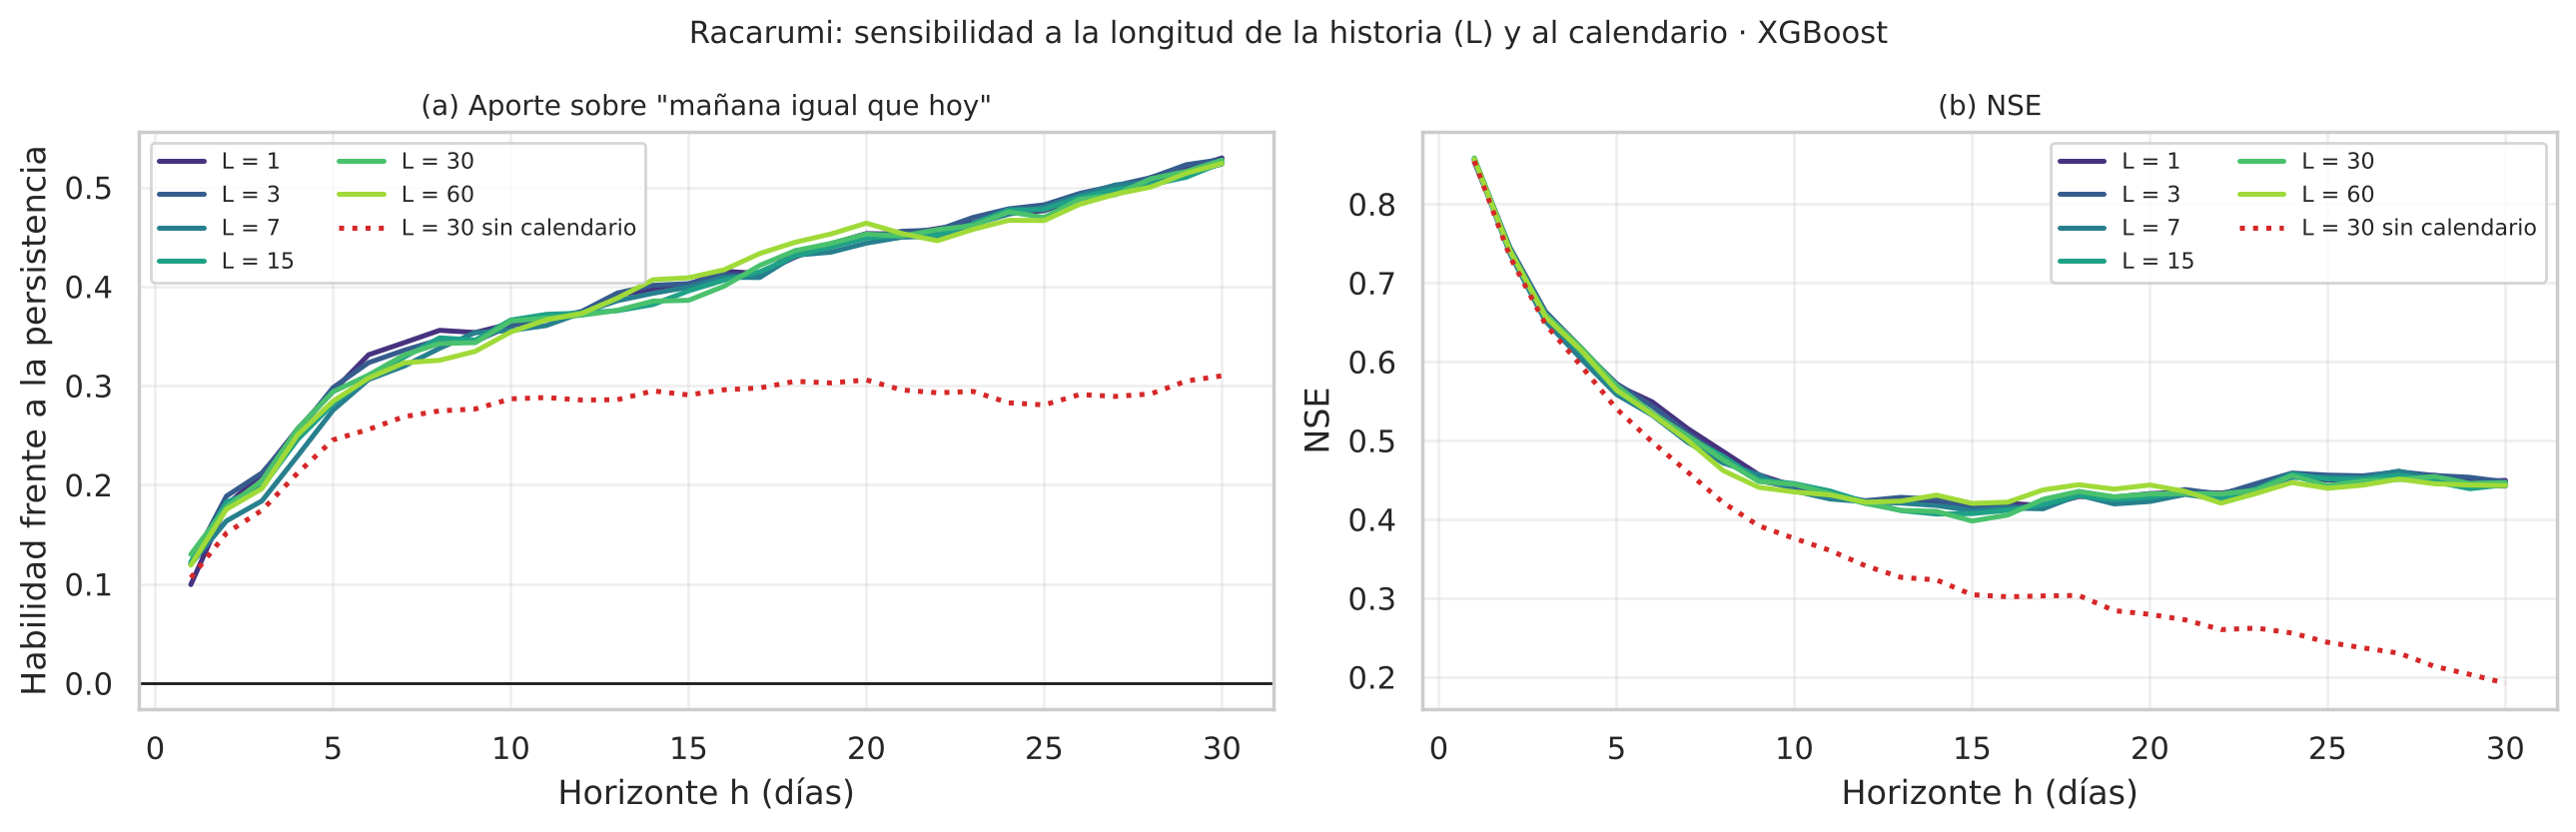 Racarumi: sensibilidad a la longitud de la historia (L) y al calendario · XGBoost
(a) Aporte sobre "mañana igual que hoy"
Habilidad frente a la persistencia
0.5
0.4
0.3
0.2
0.1
0.0
L = 1
L = 3
L = 7
L = 15
L = 30
L = 60
L = 30 sin calendario
0 5 10 15 20 25 30
Horizonte h (días)
(b) NSE
NSE
0.8
0.7
0.6
0.5
0.4
0.3
0.2
L = 1
L = 3
L = 7
L = 15
L = 30
L = 60
L = 30 sin calendario
0 5 10 15 20 25 30
Horizonte h (días)